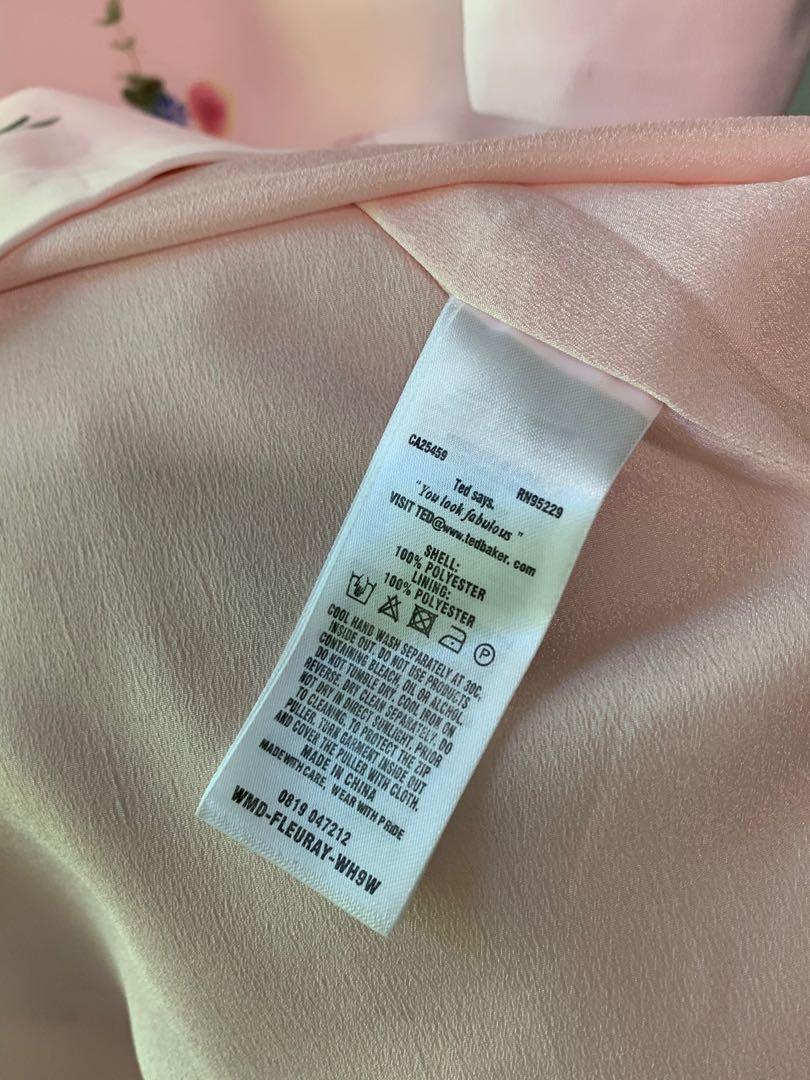 CA25459
RN95229
Ted says.
"You look fabulous"
VISIT TED@www.tedbaker.com
SHELL:
100% POLYESTER
LINING:
100% POLYESTER
P
COOL HAND WASH SEPARATELY AT 30C.
INSIDE OUT. DO NOT USE PRODUCTS
CONTAINING BLEACH, OIL OR ALCOHOL.
DO NOT TUMBLE DRY. COOL IRON ON
REVERSE. DRY CLEAN SEPARATELY. DO
NOT DRY IN DIRECT SUNLIGHT. PRIOR
TO CLEANING, TO PROTECT THE ZIP
PULLER, TURN GARMENT INSIDE OUT
AND COVER THE PULLER WITH CLOTH.
MADE IN CHINA
MADE WITH CARE, WEAR WITH PRIDE
0819 047212
WMD-FLEURAY-WH9W